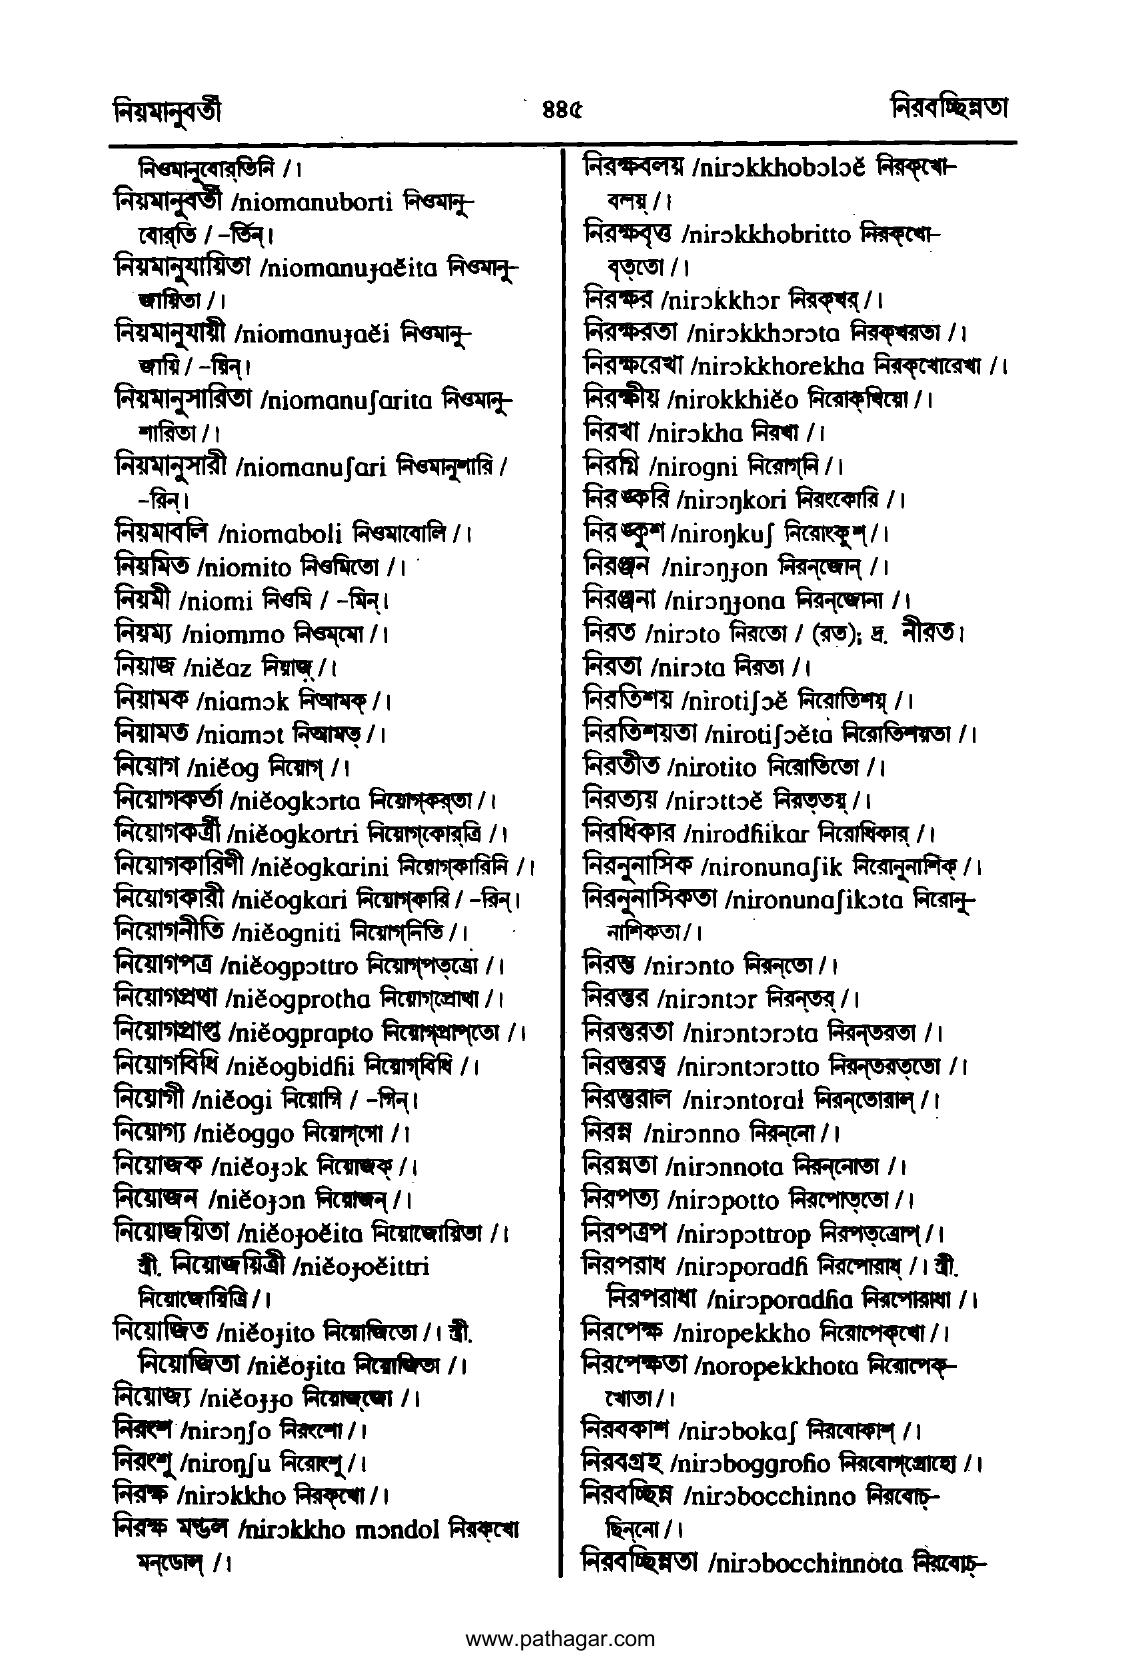 নিয়মানুবর্তী
৪৪৫
নিরবচ্ছিন্নতা
নিওমানুবোর্‌তিনি /।
নিয়মানুবর্তী /niomanuborti নিওমানু-
বোর্‌তি / -র্তিন্।
নিয়মানুযায়িতা /niomanuɟaĕita নিওমানু-
জায়িতা /।
নিয়মানুযায়ী /niomanuɟaĕi নিওমানু-
জায়ি / -য়িন্।
নিয়মানুসারিতা /niomanuʃarita নিওমানু-
শারিতা /।
নিয়মানুসারী /niomanuʃari নিওমানুশারি /
-রিন্।
নিয়মাবলি /niomaboli নিওমাবোলি /।
নিয়মিত /niomito নিওমিতো /।
নিয়মী /niomi নিওমি / -মিন্।
নিয়ম্য /niommo নিওম্‌মো /।
নিয়াজ /niĕaz নিয়াজ়্ /।
নিয়ামক /niamɔk নিআমক্ /।
নিয়ামত /niamɔt নিআমত্ /।
নিয়োগ /niĕog নিয়োগ্ /।
নিয়োগকর্তা /niĕogkɔrta নিয়োগ্‌কর্‌তা /।
নিয়োগকর্ত্রী /niĕogkortri নিয়োগ্‌কোর্‌ত্রি /।
নিয়োগকারিণী /niĕogkarini নিয়োগ্‌কারিনি /।
নিয়োগকারী /niĕogkari নিয়োগ্‌কারি / -রিন্।
নিয়োগনীতি /niĕogniti নিয়োগ্‌নিতি /।
নিয়োগপত্র /niĕogpɔttro নিয়োগ্‌পত্‌ত্রো /।
নিয়োগপ্রথা /niĕogprotha নিয়োগ্‌প্রোথা /।
নিয়োগপ্রাপ্ত /niĕogprapto নিয়োগ্‌প্রাপ্‌তো /।
নিয়োগবিধি /niĕogbidɦi নিয়োগ্‌বিধি /।
নিয়োগী /niĕogi নিয়োগি / -গিন্।
নিয়োগ্য /niĕoggo নিয়োগ্‌গো /।
নিয়োজক /niĕoɟɔk নিয়োজক্ /।
নিয়োজন /niĕoɟɔn নিয়োজন্ /।
নিয়োজয়িতা /niĕoɟoĕita নিয়োজোয়িতা /।
স্ত্রী. নিয়োজয়িত্রী /niĕoɟoĕittri
নিয়োজোয়িত্রি /।
নিয়োজিত /niĕoɟito নিয়োজিতো /। স্ত্রী.
নিয়োজিতা /niĕoɟita নিয়োজিতা /।
নিয়োজ্য /niĕoɟɟo নিয়োজ্‌জো /।
নিরংশ /nirɔŋʃo নিরংশো /।
নিরংশু /niroŋʃu নিরোংশু /।
নিরক্ষ /nirɔkkho নিরক্‌খো /।
নিরক্ষ মণ্ডল /nirɔkkho mɔndol নিরক্‌খো
মন্‌ডোল্ /।
নিরক্ষবলয় /nirɔkkhobɔlɔĕ নিরক্‌খো-
বলয়্ /।
নিরক্ষবৃত্ত /nirɔkkhobritto নিরক্‌খো-
বৃত্‌তো /।
নিরক্ষর /nirɔkkhɔr নিরক্‌খর্ /।
নিরক্ষরতা /nirɔkkhɔrɔta নিরক্‌খরতা /।
নিরক্ষরেখা /nirɔkkhorekha নিরক্‌খোরেখা /।
নিরক্ষীয় /nirokkhiĕo নিরোক্‌খিয়ো /।
নিরখা /nirɔkha নিরখা /।
নিরগ্নি /nirogni নিরোগ্‌নি /।
নিরঙ্করি /nirɔŋkori নিরংকোরি /।
নিরঙ্কুশ /niroŋkuʃ নিরোংকুশ্ /।
নিরঞ্জন /nirɔŋɟon নিরন্‌জোন্ /।
নিরঞ্জনা /nirɔŋɟona নিরন্‌জোনা /।
নিরত /nirɔto নিরতো / (রত); দ্র. নীরত।
নিরতা /nirɔta নিরতা /।
নিরতিশয় /nirotiʃɔĕ নিরোতিশয়্ /।
নিরতিশয়তা /nirotiʃɔĕta নিরোতিশয়তা /।
নিরতীত /nirotito নিরোতিতো /।
নিরত্যয় /nirɔttɔĕ নিরত্‌তয়্ /।
নিরধিকার /nirodɦikar নিরোধিকার্ /।
নিরনুনাসিক /nironunaʃik নিরোনুনাশিক্ /।
নিরনুনাসিকতা /nironunaʃikɔta নিরোনু-
নাশিকতা /।
নিরন্ত /nirɔnto নিরন্‌তো /।
নিরন্তর /nirɔntɔr নিরন্‌তর্ /।
নিরন্তরতা /nirɔntɔrɔta নিরন্‌তরতা /।
নিরন্তরত্ব /nirɔntɔrɔtto নিরন্‌তরত্‌তো /।
নিরন্তরাল /nirɔntoral নিরন্‌তোরাল্ /।
নিরন্ন /nirɔnno নিরন্‌নো /।
নিরন্নতা /nirɔnnota নিরন্‌নোতা /।
নিরপত্য /nirɔpotto নিরপোত্‌তো /।
নিরপত্রপ /nirɔpɔttrop নিরপত্‌ত্রোপ্ /।
নিরপরাধ /nirɔporadɦ নিরপোরাধ্ /। স্ত্রী.
নিরপরাধা /nirɔporadɦa নিরপোরাধা /।
নিরপেক্ষ /niropekkho নিরোপেক্‌খো /।
নিরপেক্ষতা /noropekkhota নিরোপেক্-
খোতা /।
নিরবকাশ /nirɔbokaʃ নিরবোকাশ্ /।
নিরবগ্রহ /nirɔboggroɦo নিরবোগ্‌গ্রোহো /।
নিরবচ্ছিন্ন /nirɔbocchinno নিরবোচ্-
ছিন্‌নো /।
নিরবচ্ছিন্নতা /nirɔbocchinnota নিরবোচ্-
www.pathagar.com